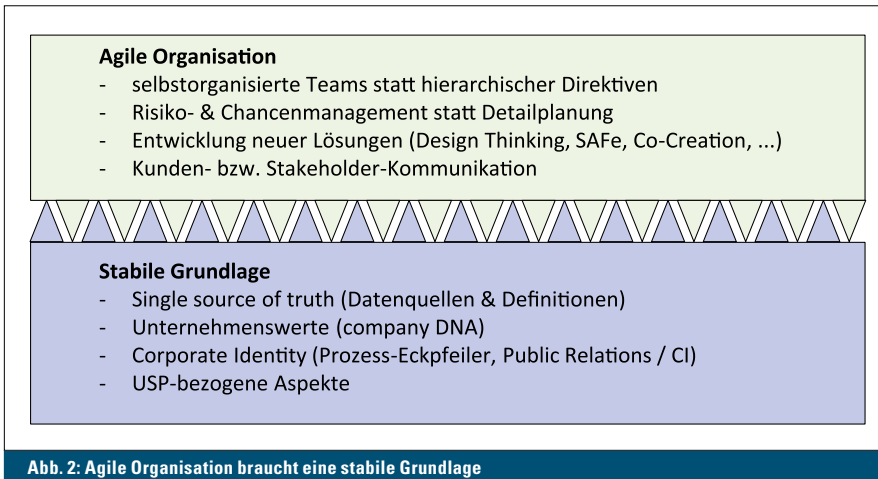 Agile Organisation
- selbstorganisierte Teams statt hierarchischer Direktiven
- Risiko- & Chancenmanagement statt Detailplanung
- Entwicklung neuer Lösungen (Design Thinking, SAFe, Co-Creation, ...)
- Kunden- bzw. Stakeholder-Kommunikation
Stabile Grundlage
- Single source of truth (Datenquellen & Definitionen)
- Unternehmenswerte (company DNA)
- Corporate Identity (Prozess-Eckpfeiler, Public Relations / CI)
- USP-bezogene Aspekte
Abb. 2: Agile Organisation braucht eine stabile Grundlage